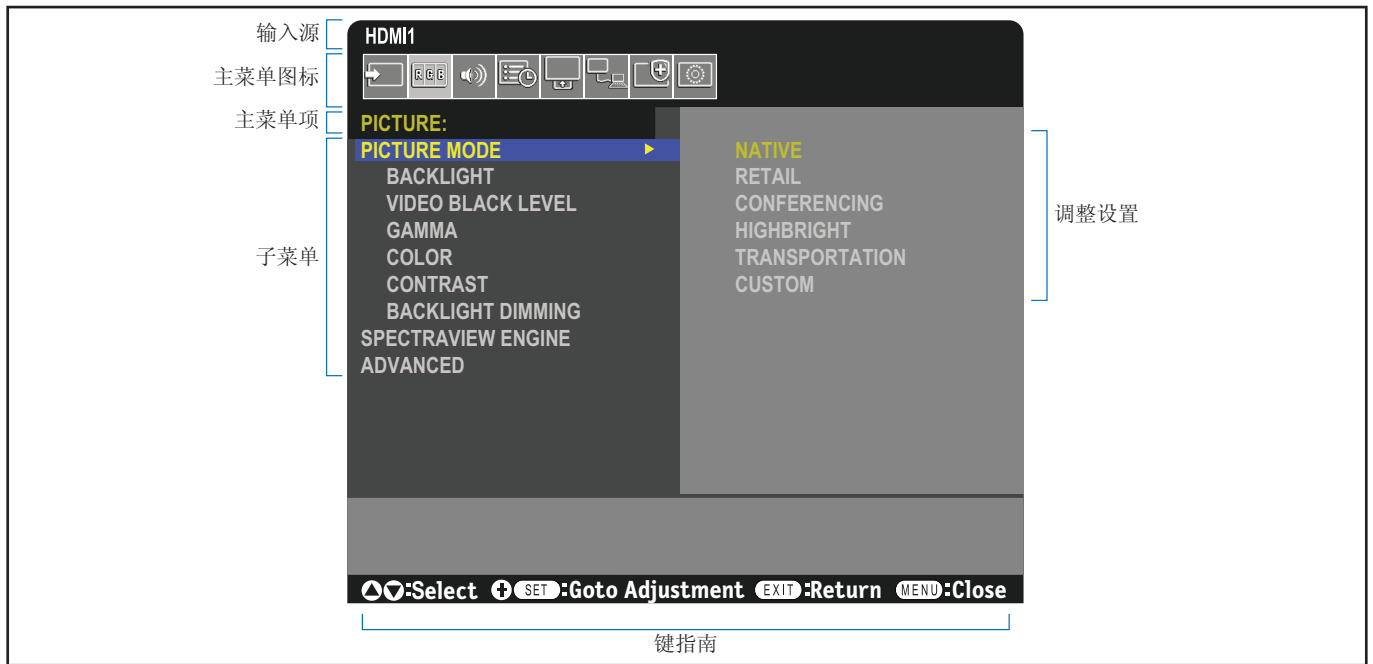 输入源
HDMI1
主菜单图标
RGB
主菜单项
PICTURE:
子菜单
PICTURE MODE
BACKLIGHT
VIDEO BLACK LEVEL
GAMMA
COLOR
CONTRAST
BACKLIGHT DIMMING
SPECTRAVIEW ENGINE
ADVANCED
NATIVE
RETAIL
CONFERENCING
HIGHBRIGHT
TRANSPORTATION
CUSTOM
调整设置
:Select SET:Goto Adjustment EXIT:Return MENU:Close
键指南